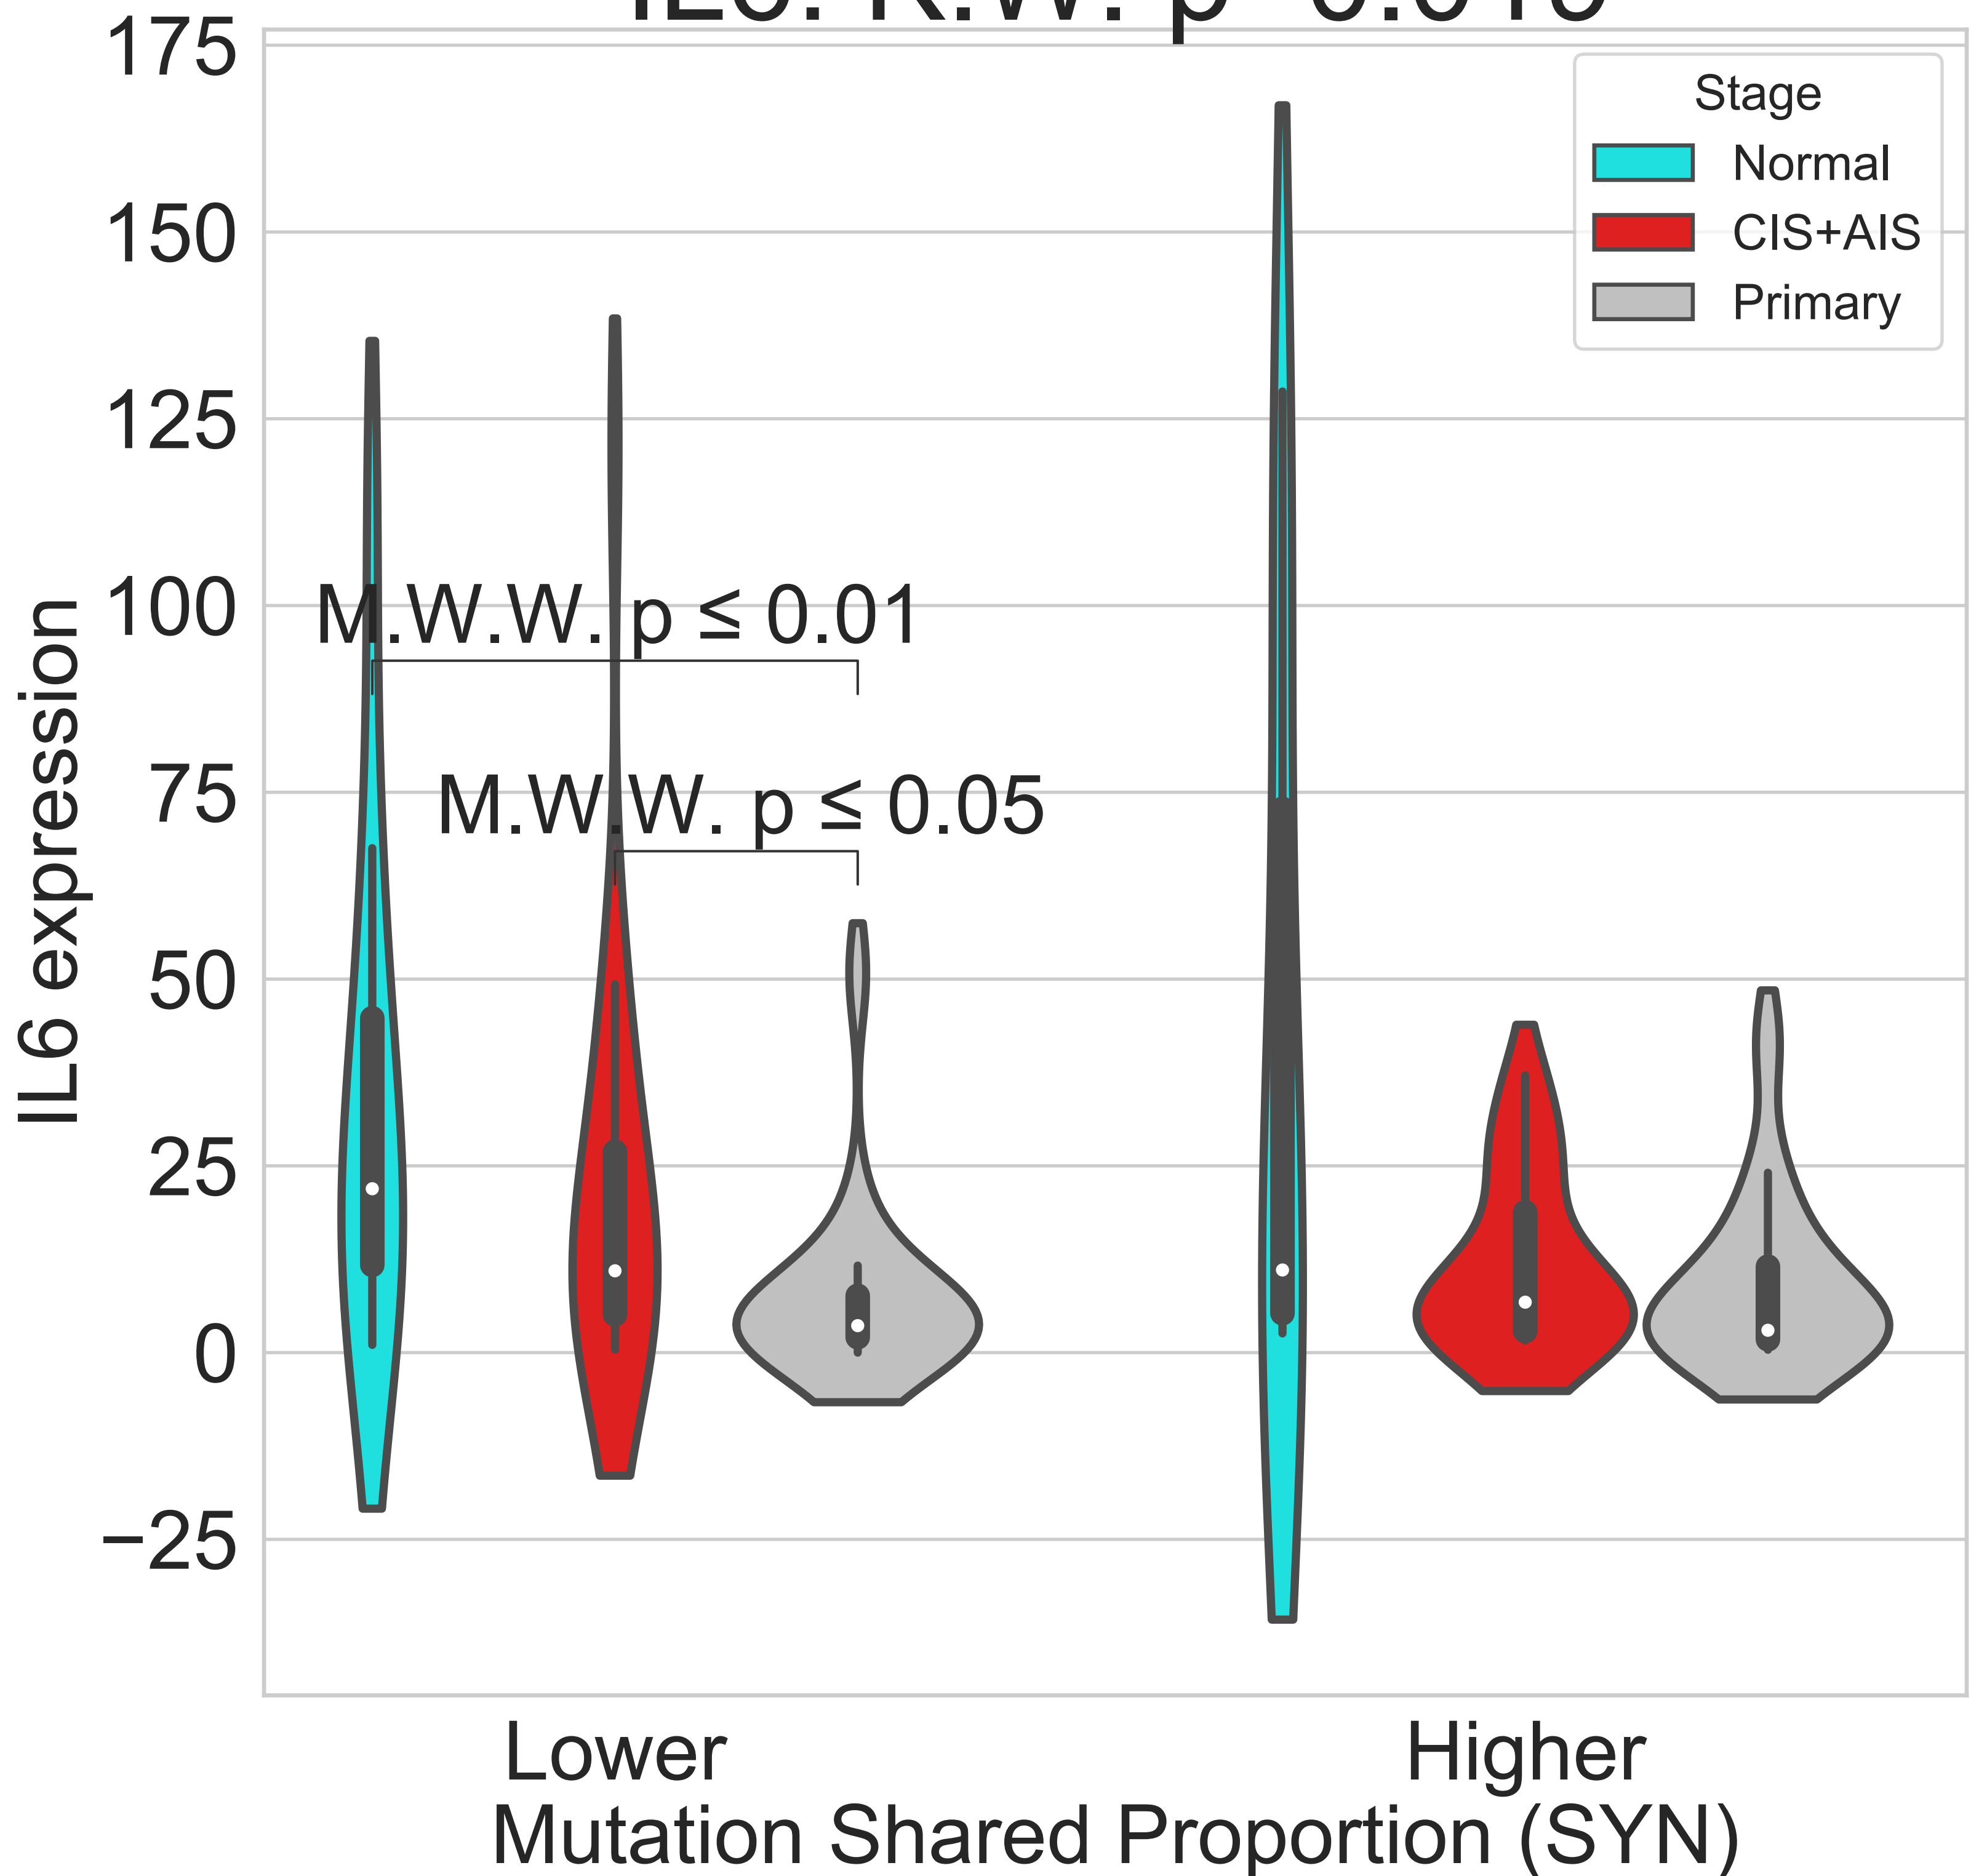 175
150
125
100
75
50
25
0
−25
IL6 expression
Stage
Normal
CIS+AIS
Primary
M.W.W. p ≤ 0.01
M.W.W. p ≤ 0.05
Lower
Higher
Mutation Shared Proportion (SYN)